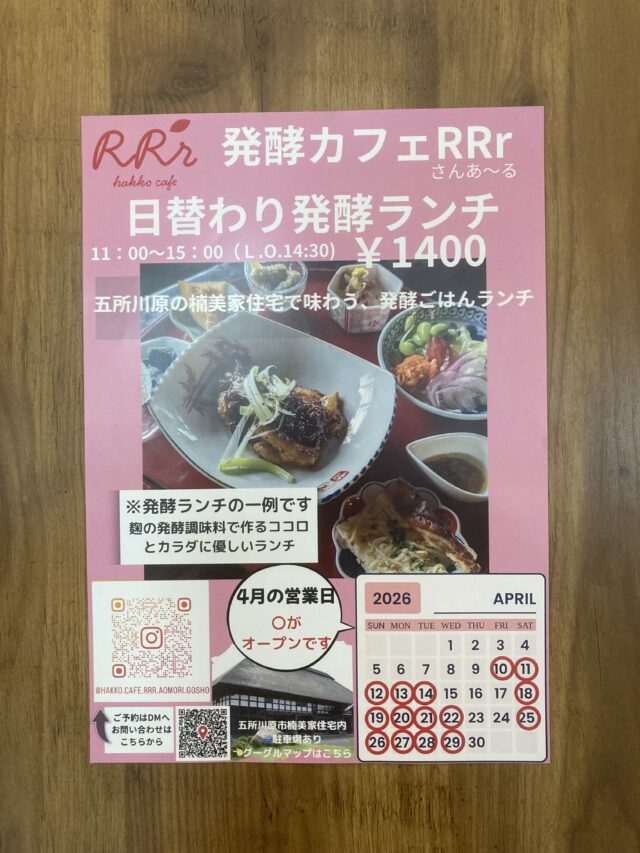 RRr
hakko cafe
発酵カフェRRr
さんあ〜る
日替わり発酵ランチ
11：00〜15：00（L.O.14:30)　￥1400
五所川原の楠美家住宅で味わう、発酵ごはんランチ
※発酵ランチの一例です
麹の発酵調味料で作るココロ
とカラダに優しいランチ
@HAKKO.CAFE.RRR.AOMORI.GOSHO
ご予約はDMへ
お問い合わせは
こちらから
4月の営業日
〇が
オープンです
五所川原市楠美家住宅内
駐車場あり
グーグルマップはこちら
2026 APRIL
SUN MON TUE WED THU FRI SAT
1 2 3 4
5 6 7 8 9 10 11
12 13 14 15 16 17 18
19 20 21 22 23 24 25
26 27 28 29 30